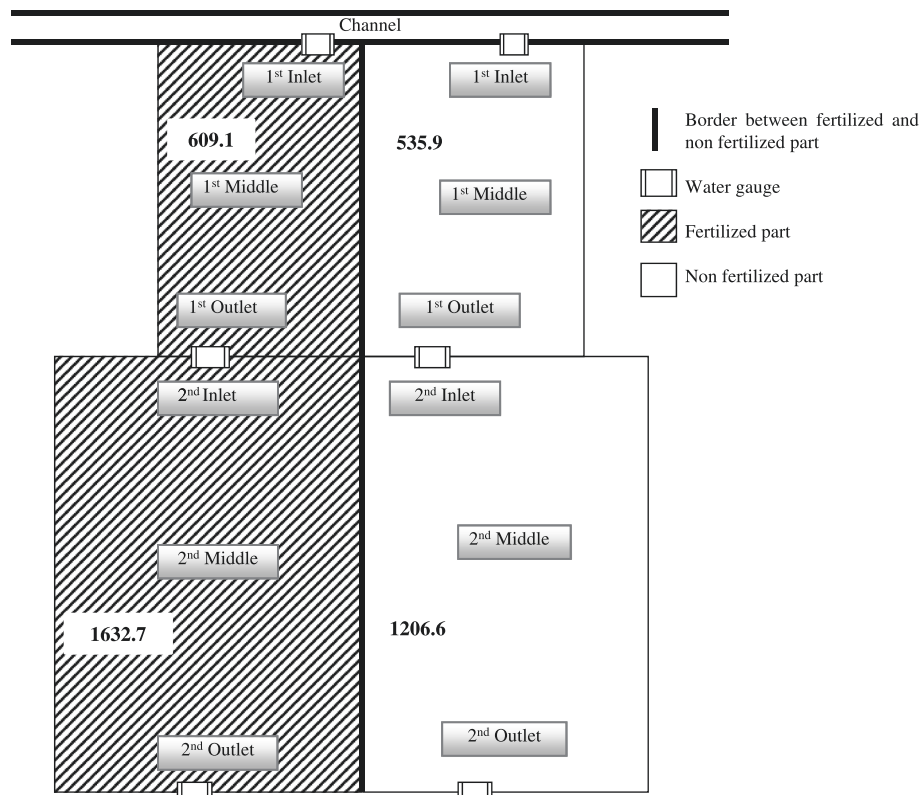 Channel
1st Inlet
1st Inlet
609.1
535.9
1st Middle
1st Middle
1st Outlet
1st Outlet
2nd Inlet
2nd Inlet
2nd Middle
2nd Middle
1632.7
1206.6
2nd Outlet
2nd Outlet
Border between fertilized and
non fertilized part
Water gauge
Fertilized part
Non fertilized part